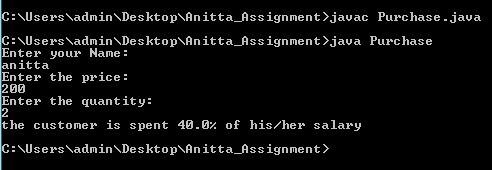 C:\Users\admin\Desktop\Anitta_Assignment>javac Purchase.java
C:\Users\admin\Desktop\Anitta_Assignment>java Purchase
Enter your Name:
anitta
Enter the price:
200
Enter the quantity:
2
the customer is spent 40.0% of his/her salary
C:\Users\admin\Desktop\Anitta_Assignment>